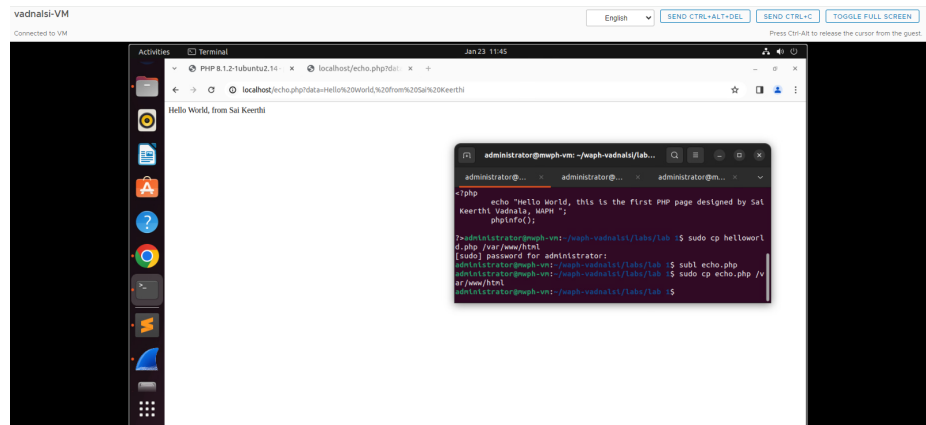 vadnalsi-VM
English
SEND CTRL+ALT+DEL
SEND CTRL+C
TOGGLE FULL SCREEN
Connected to VM
Press Ctrl-Alt to release the cursor from the guest.
Activities
Terminal
Jan 23 11:45
PHP 8.1.2-1ubuntu2.14
localhost/echo.php?dat
localhost/echo.php?data=Hello%20World,%20from%20Sai%20Keerthi
Hello World, from Sai Keerthi
administrator@mwph-vm: ~/waph-vadnalsi/lab...
administrator@...
administrator@...
administrator@m...
<?php
echo "Hello World, this is the first PHP page designed by Sai
Keerthi Vadnala, WAPH ";
phpinfo();
?>administrator@mwph-vm:~/waph-vadnalsi/labs/lab 1$ sudo cp helloworl
d.php /var/www/html
[sudo] password for administrator:
administrator@mwph-vm:~/waph-vadnalsi/labs/lab 1$ subl echo.php
administrator@mwph-vm:~/waph-vadnalsi/labs/lab 1$ sudo cp echo.php /v
ar/www/html
administrator@mwph-vm:~/waph-vadnalsi/labs/lab 1$